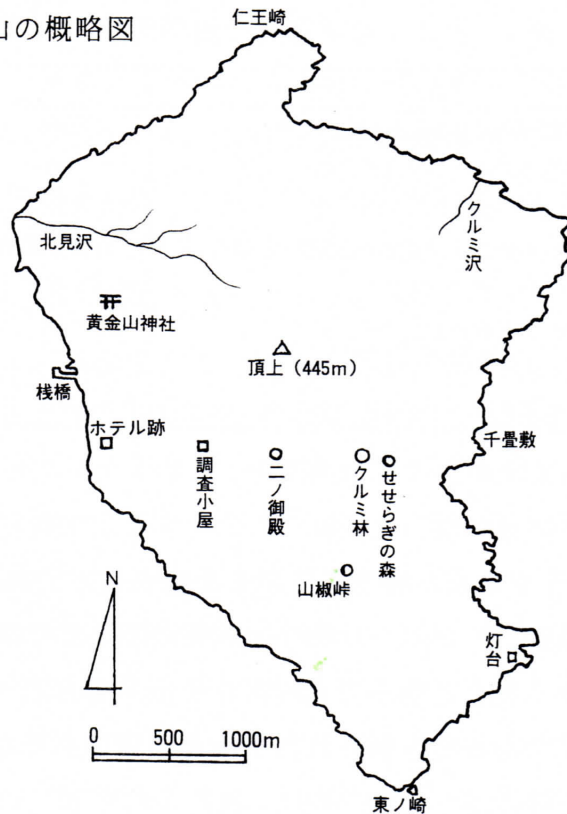 山の概略図
仁王崎
北見沢
クルミ沢
黄金山神社
頂上（445m）
桟橋
ホテル跡
千畳敷
調査小屋
二ノ御殿
クルミ林
せせらぎの森
山椒峠
N
灯台
0 500 1000m
東ノ崎